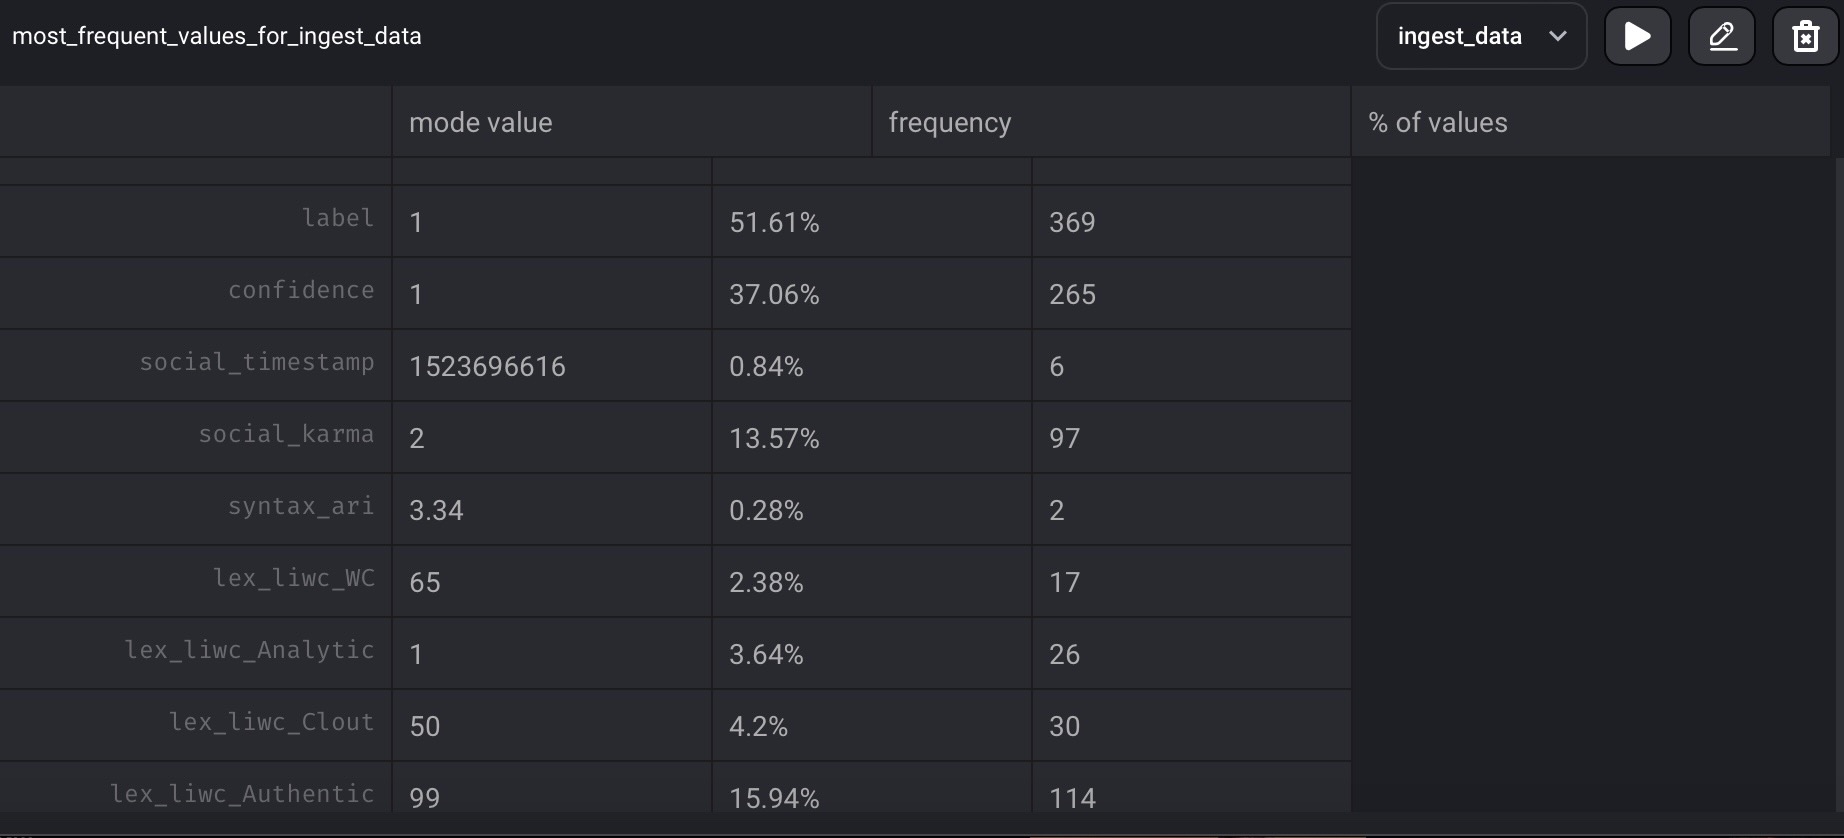 most_frequent_values_for_ingest_data ingest_data
mode value frequency % of values
label 1 51.61% 369
confidence 1 37.06% 265
social_timestamp 1523696616 0.84% 6
social_karma 2 13.57% 97
syntax_ari 3.34 0.28% 2
lex_liwc_WC 65 2.38% 17
lex_liwc_Analytic 1 3.64% 26
lex_liwc_Clout 50 4.2% 30
lex_liwc_Authentic 99 15.94% 114